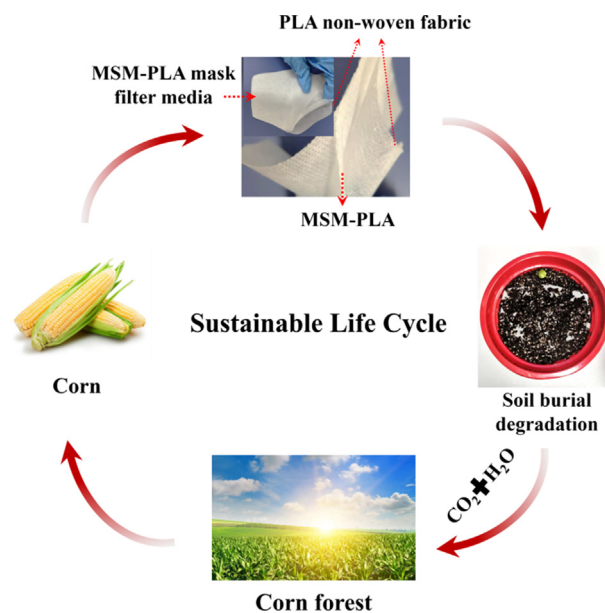 PLA non-woven fabric
MSM-PLA mask
filter media
MSM-PLA
Sustainable Life Cycle
Corn
Soil burial
degradation
CO₂+H₂O
Corn forest